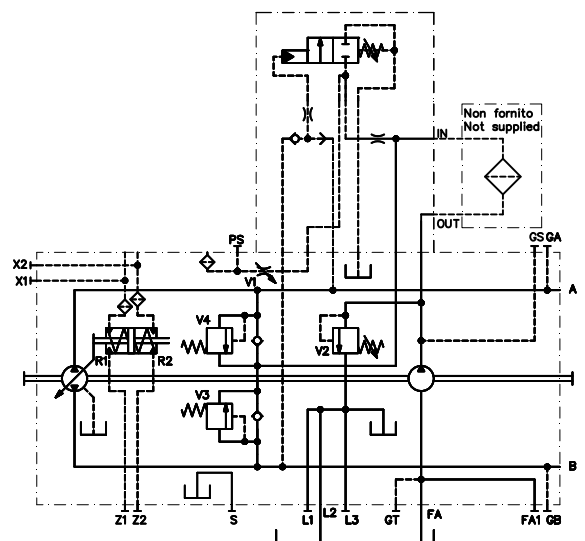 Non fornito
Not supplied
IN
OUT
PS
GS GA
X2
X1
V1
A
V4
V2
R1
R2
V3
B
Z1 Z2
S
L1
L2
L3
GT
FA
FA1 GB